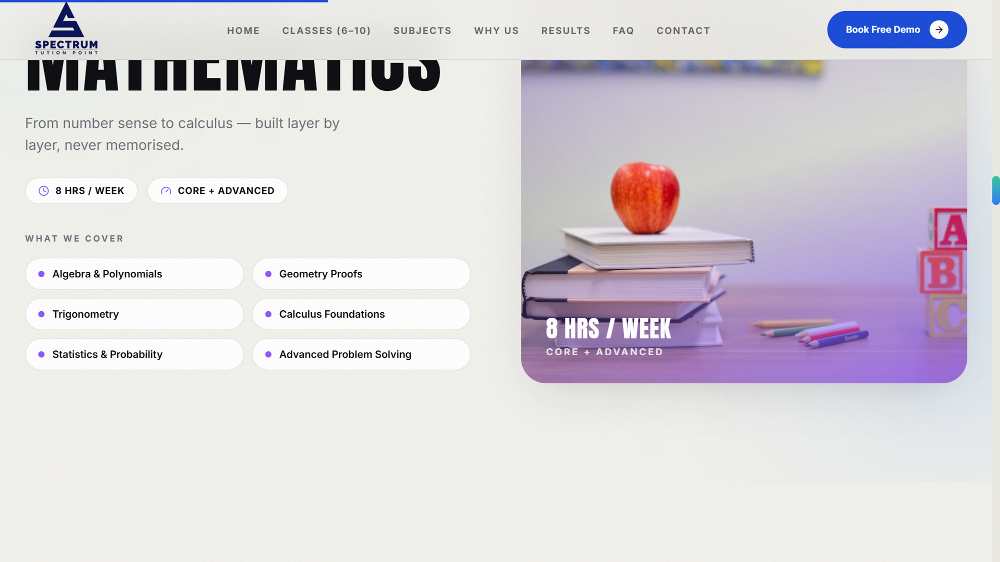 SPECTRUM
TUTION POINT
HOME CLASSES (6–10) SUBJECTS WHY US RESULTS FAQ CONTACT
Book Free Demo
MATHEMATICS
From number sense to calculus — built layer by
layer, never memorised.
8 HRS / WEEK
CORE + ADVANCED
WHAT WE COVER
Algebra & Polynomials
Geometry Proofs
Trigonometry
Calculus Foundations
Statistics & Probability
Advanced Problem Solving
A
B
C
8 HRS / WEEK
CORE + ADVANCED